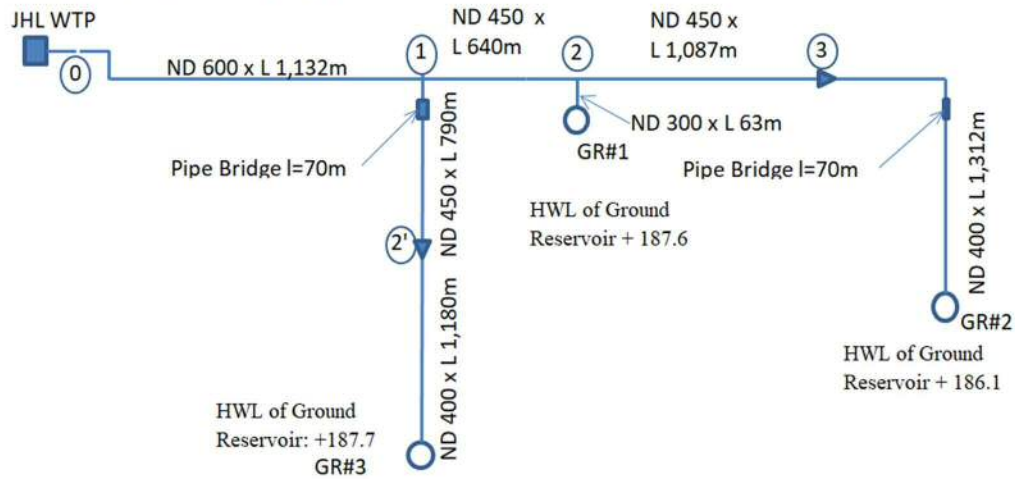 JHL WTP
0
ND 600 x L 1,132m
1
ND 450 x
L 640m
2
ND 450 x
L 1,087m
3
ND 300 x L 63m
GR#1
HWL of Ground
Reservoir + 187.6
Pipe Bridge l=70m
ND 450 x L 790m
2'
ND 400 x L 1,180m
Pipe Bridge l=70m
ND 400 x L 1,312m
GR#2
HWL of Ground
Reservoir + 186.1
HWL of Ground
Reservoir: +187.7
GR#3